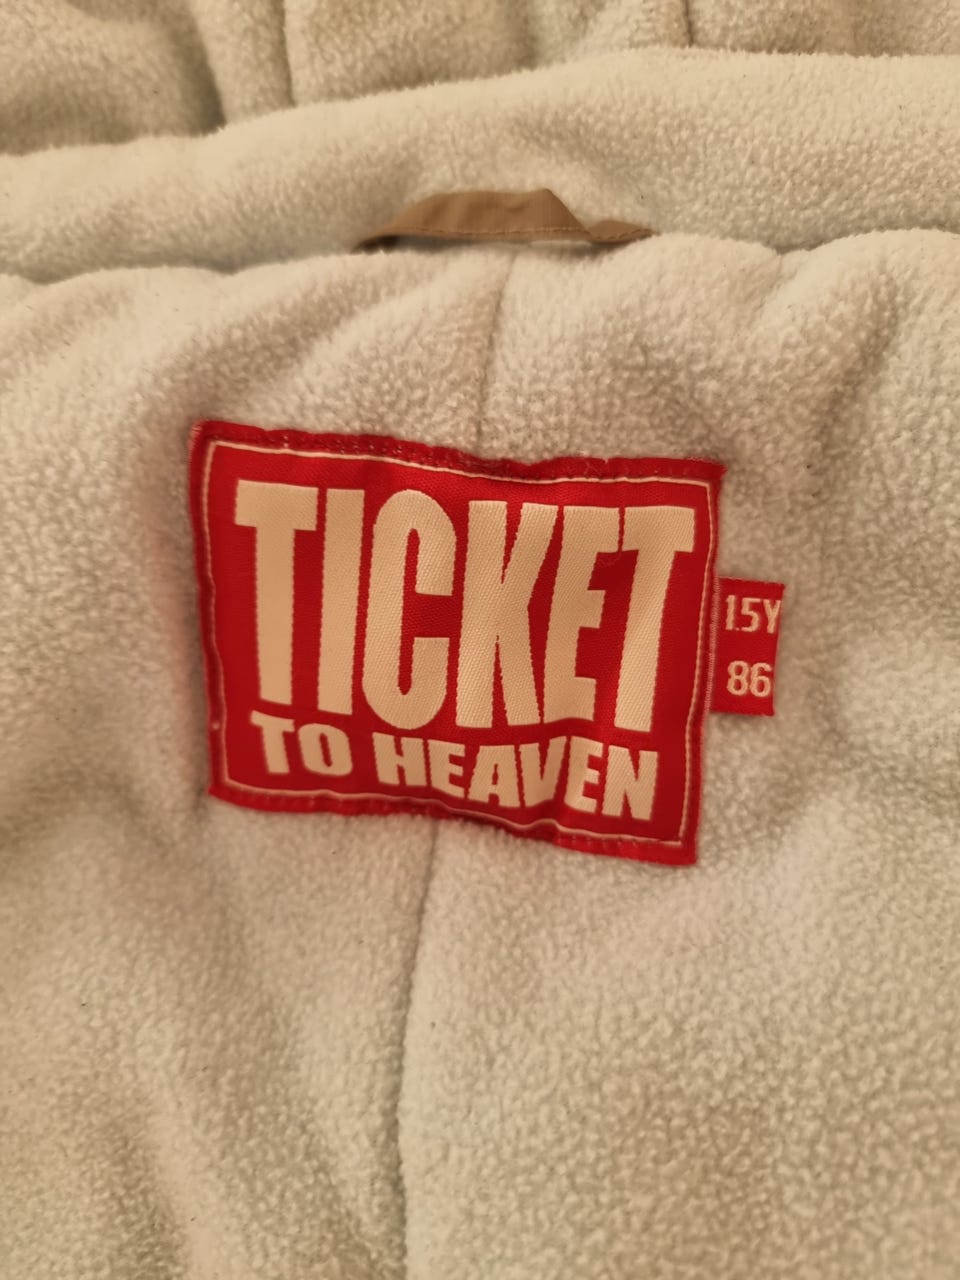 TICKET
TO HEAVEN
1.5Y
86